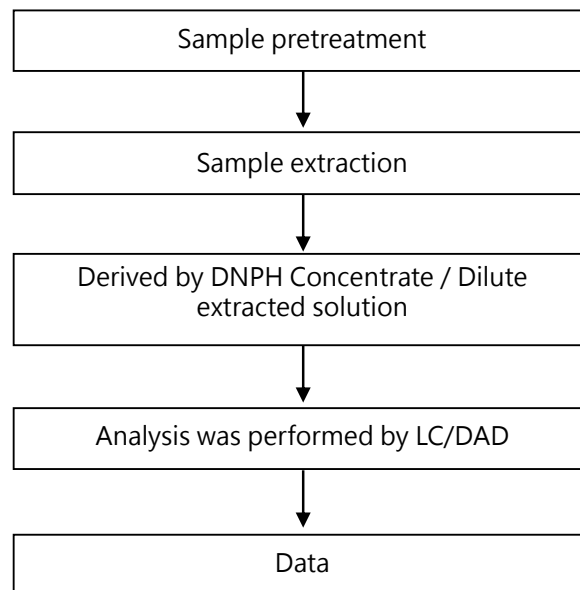 Sample pretreatment
Sample extraction
Derived by DNPH Concentrate / Dilute
extracted solution
Analysis was performed by LC/DAD
Data